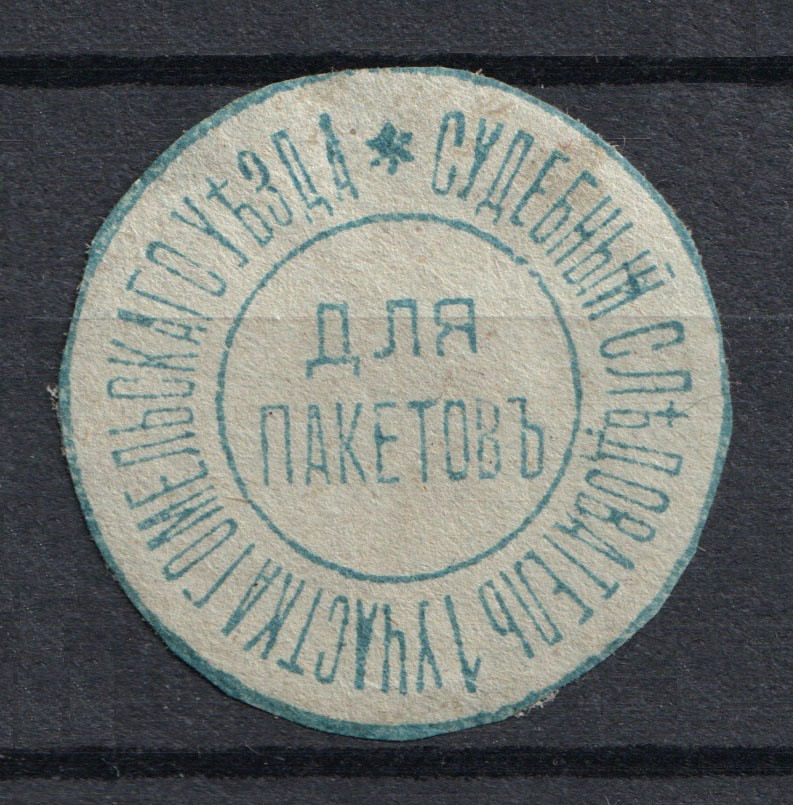 СУДЕБНЫЙ СЛѢДОВАТЕЛЬ 1 УЧАСТКА ГОМЕЛЬСКАГО УѢЗДА *
ДЛЯ
ПАКЕТОВЪ